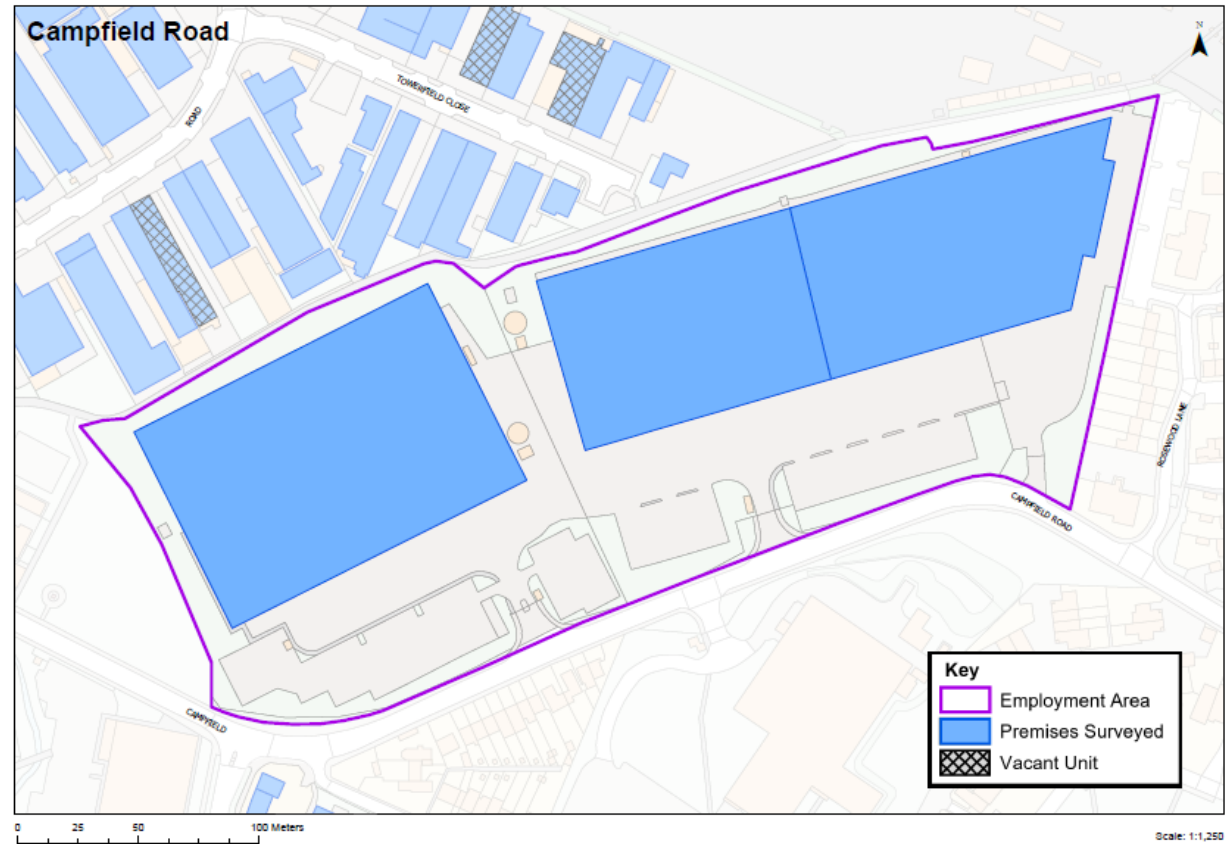 Campfield Road
N
TOWERFIELD CLOSE
ROAD
ROSEWOOD LANE
CAMPFIELD ROAD
CAMPFIELD
Key
Employment Area
Premises Surveyed
Vacant Unit
0 25 50 100 Meters
Scale: 1:1,250